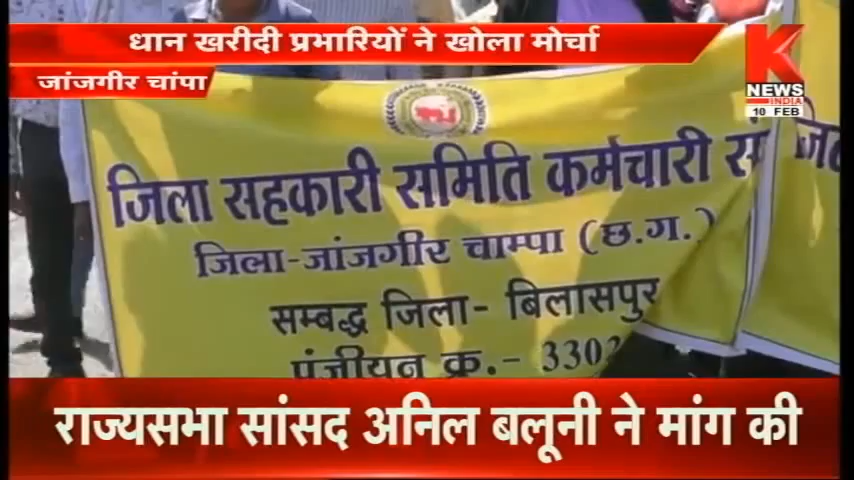 धान खरीदी प्रभारियों ने खोला मोर्चा
जांजगीर चांपा
K
NEWS
INDIA
10 FEB
जिला सहकारी समिति कर्मचारी
जिला-जांजगीर चाम्पा (छ.ग.)
सम्बद्ध जिला- बिलासपुर
पंजीयन क्र.- 3302
राज्यसभा सांसद अनिल बलूनी ने मांग की